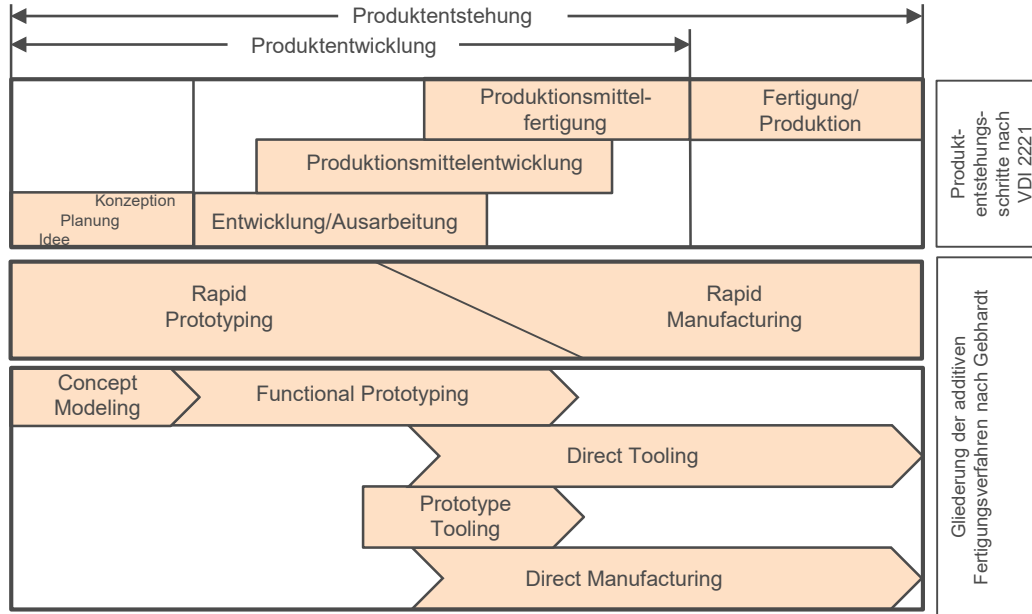 Produktentstehung
Produktentwicklung
Produktionsmittel-
fertigung
Fertigung/
Produktion
Produktionsmittelentwicklung
Konzeption
Planung
Idee
Entwicklung/Ausarbeitung
Produkt-
entstehungs-
schritte nach
VDI 2221
Rapid
Prototyping
Rapid
Manufacturing
Concept
Modeling
Functional Prototyping
Direct Tooling
Prototype
Tooling
Direct Manufacturing
Gliederung der additiven
Fertigungsverfahren nach Gebhardt